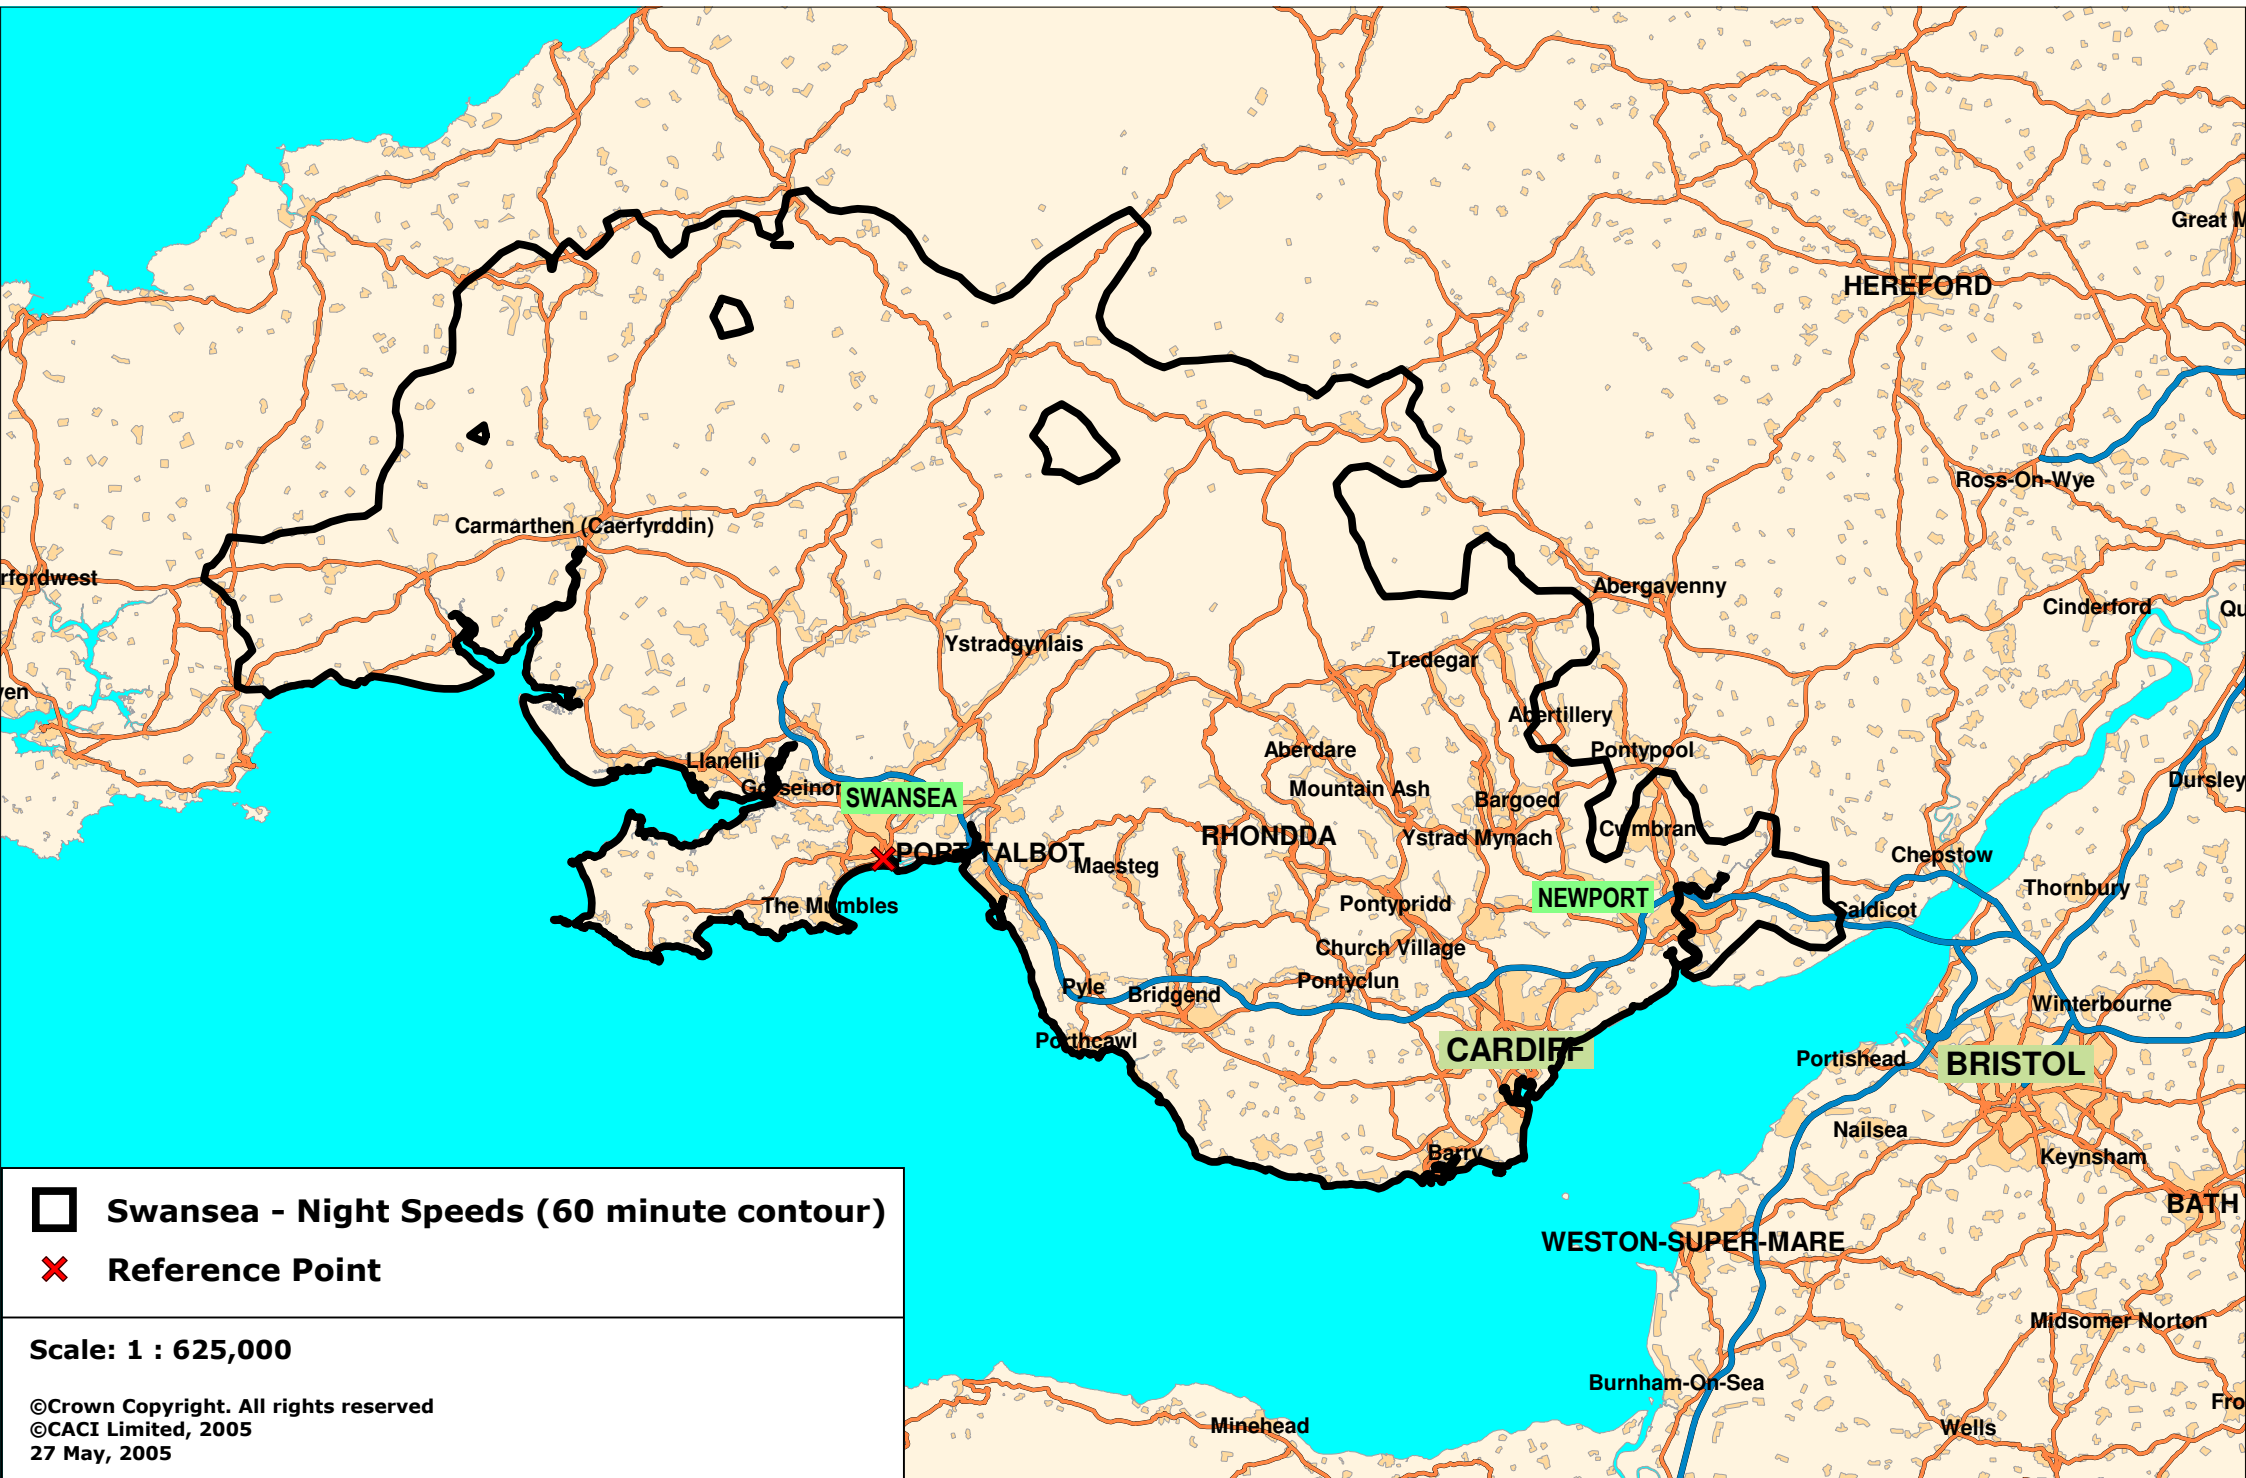 Great M
HEREFORD
Ross-On-Wye
Carmarthen (Caerfyrddin)
rfordwest
Abergavenny
Cinderford
Qu
Ystradgynlais
Tredegar
ven
Abertillery
Pontypool
Aberdare
Llanelli
Dursley
Gorseinon
SWANSEA
Mountain Ash
Bargoed
Cwmbran
RHONDDA
Ystrad Mynach
PORT TALBOT
Maesteg
Chepstow
Thornbury
NEWPORT
The Mumbles
Pontypridd
Caldicot
Church Village
Pontyclun
Pyle
Bridgend
Winterbourne
Porthcawl
CARDIFF
Portishead
BRISTOL
Nailsea
Barry
Keynsham
BATH
WESTON-SUPER-MARE
Midsomer Norton
Burnham-On-Sea
Fro
Minehead
Wells
Swansea - Night Speeds (60 minute contour)
Reference Point
Scale: 1 : 625,000
©Crown Copyright. All rights reserved
©CACI Limited, 2005
27 May, 2005